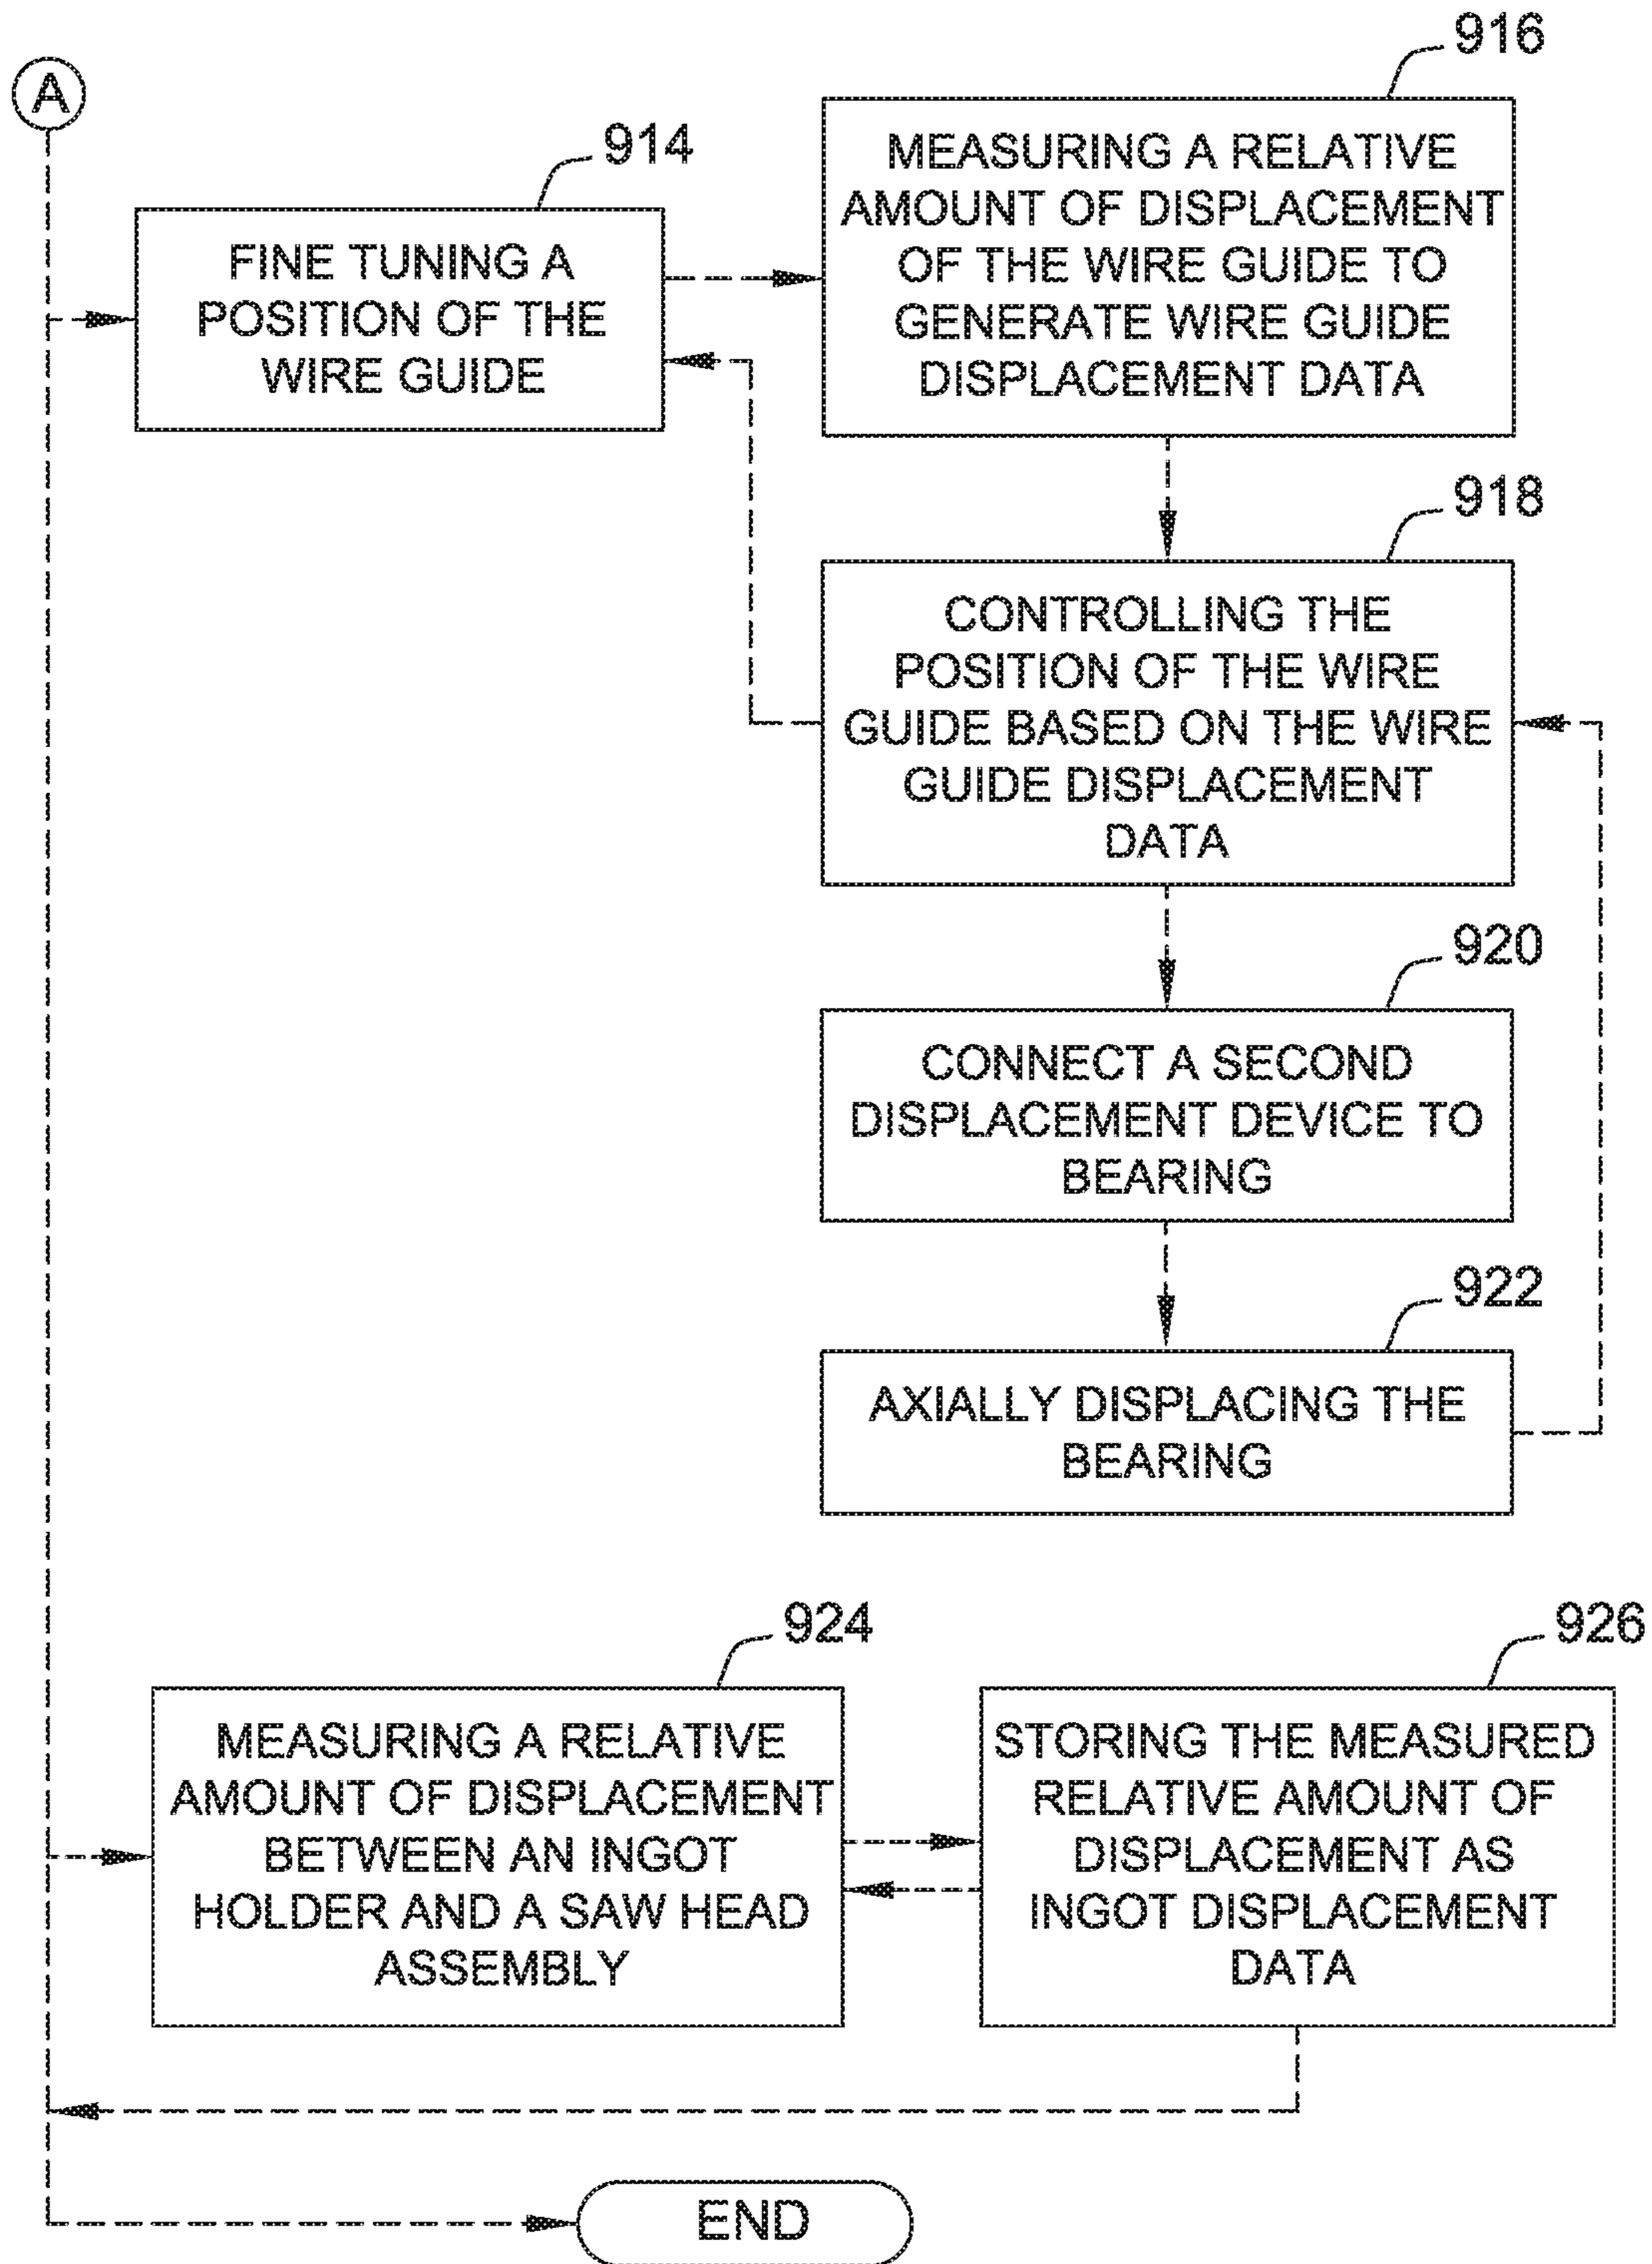 A
914
FINE TUNING A
POSITION OF THE
WIRE GUIDE
916
MEASURING A RELATIVE
AMOUNT OF DISPLACEMENT
OF THE WIRE GUIDE TO
GENERATE WIRE GUIDE
DISPLACEMENT DATA
918
CONTROLLING THE
POSITION OF THE WIRE
GUIDE BASED ON THE WIRE
GUIDE DISPLACEMENT
DATA
920
CONNECT A SECOND
DISPLACEMENT DEVICE TO
BEARING
922
AXIALLY DISPLACING THE
BEARING
924
MEASURING A RELATIVE
AMOUNT OF DISPLACEMENT
BETWEEN AN INGOT
HOLDER AND A SAW HEAD
ASSEMBLY
926
STORING THE MEASURED
RELATIVE AMOUNT OF
DISPLACEMENT AS
INGOT DISPLACEMENT
DATA
END